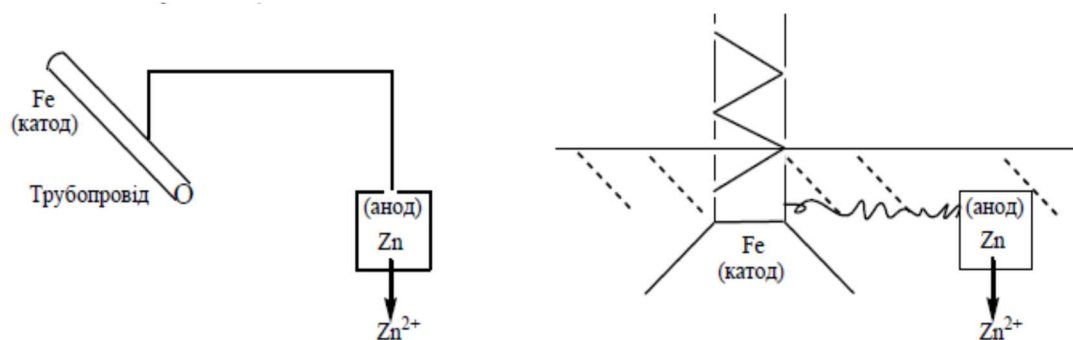 Fe
(катод)
Трубопровід
(анод)
Zn
Zn²⁺
Fe
(катод)
(анод)
Zn
Zn²⁺